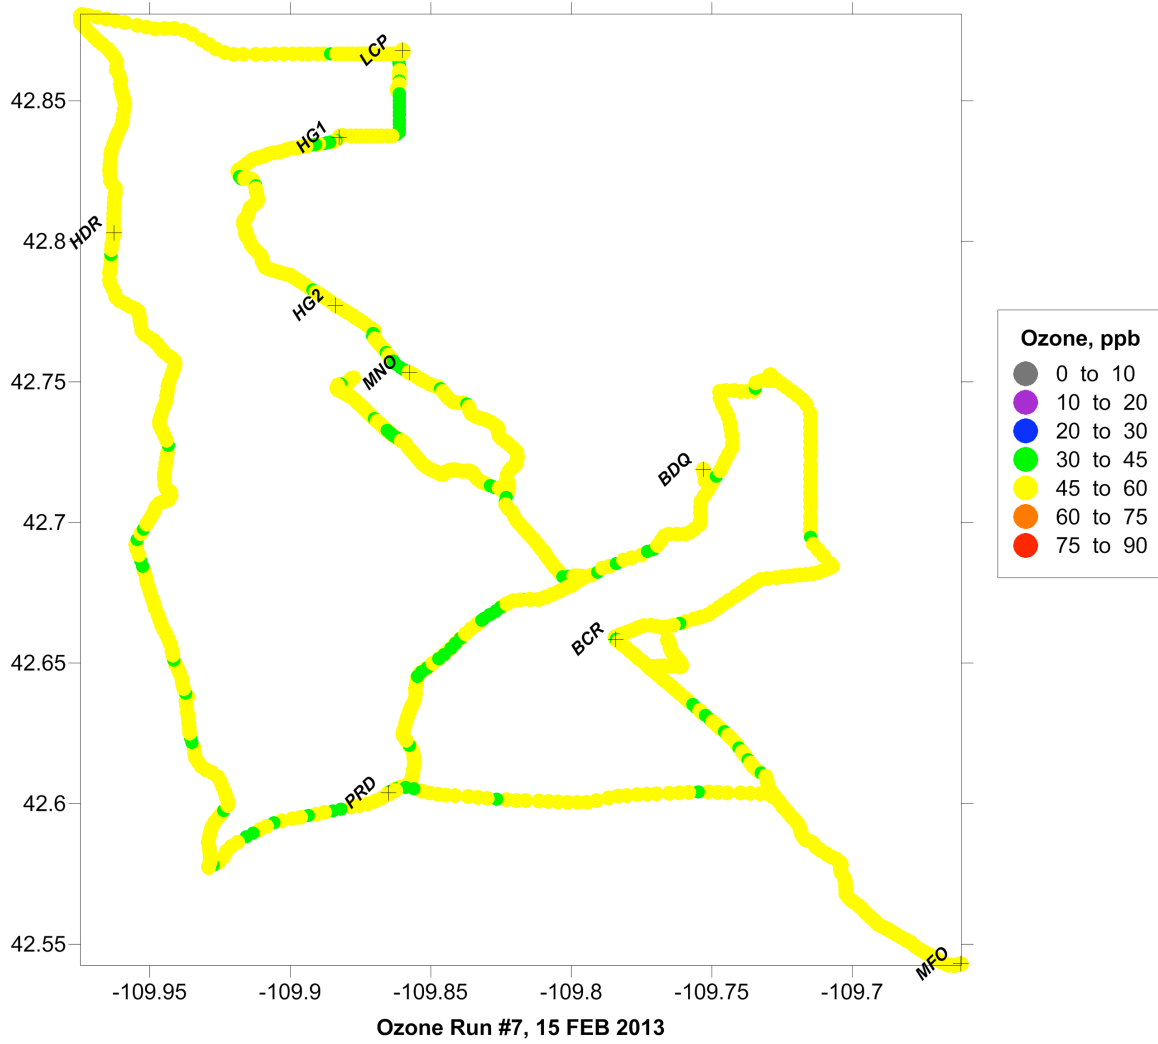 LCP
42.85
HG1
HDR
42.8
HG2
MNO
42.75
BDQ
42.7
BCR
42.65
PRD
42.6
MFO
42.55
-109.95 -109.9 -109.85 -109.8 -109.75 -109.7
Ozone Run #7, 15 FEB 2013
Ozone, ppb
0 to 10
10 to 20
20 to 30
30 to 45
45 to 60
60 to 75
75 to 90